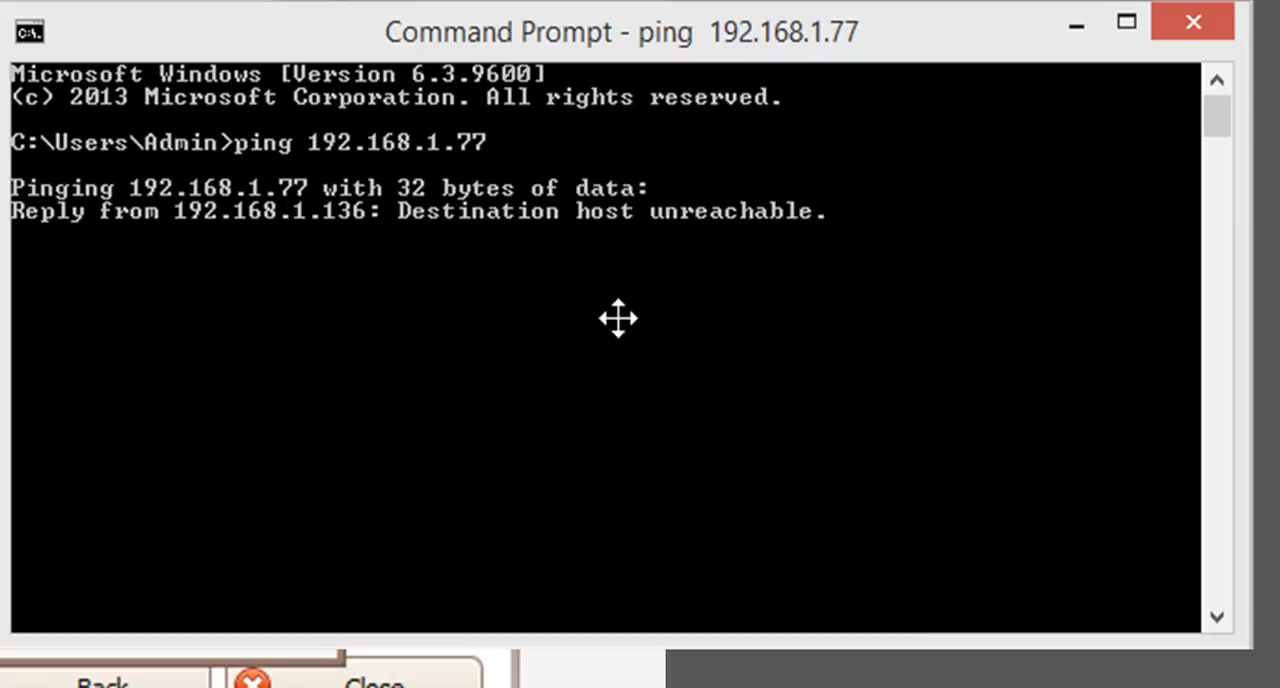 Command Prompt - ping  192.168.1.77
Microsoft Windows [Version 6.3.9600]
(c) 2013 Microsoft Corporation. All rights reserved.
C:\Users\Admin>ping 192.168.1.77
Pinging 192.168.1.77 with 32 bytes of data:
Reply from 192.168.1.136: Destination host unreachable.
Back
Close